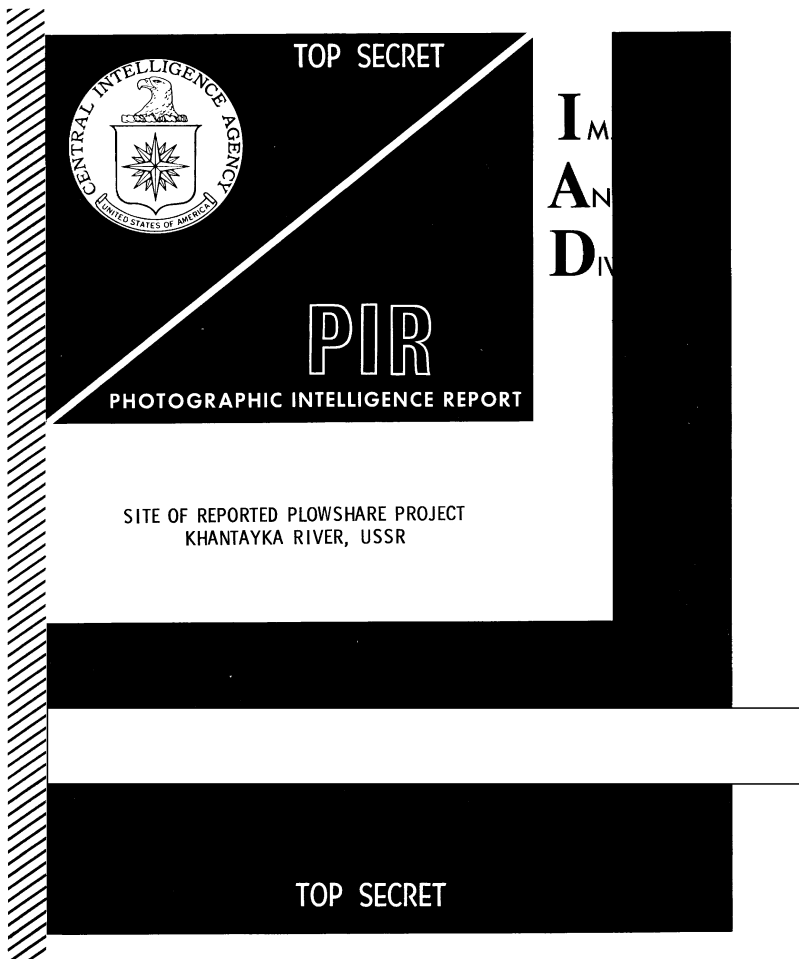 TOP SECRET
CENTRAL INTELLIGENCE AGENCY
UNITED STATES OF AMERICA
I M
A N
D I
PIR
PHOTOGRAPHIC INTELLIGENCE REPORT
SITE OF REPORTED PLOWSHARE PROJECT
KHANTAYKA RIVER, USSR
TOP SECRET